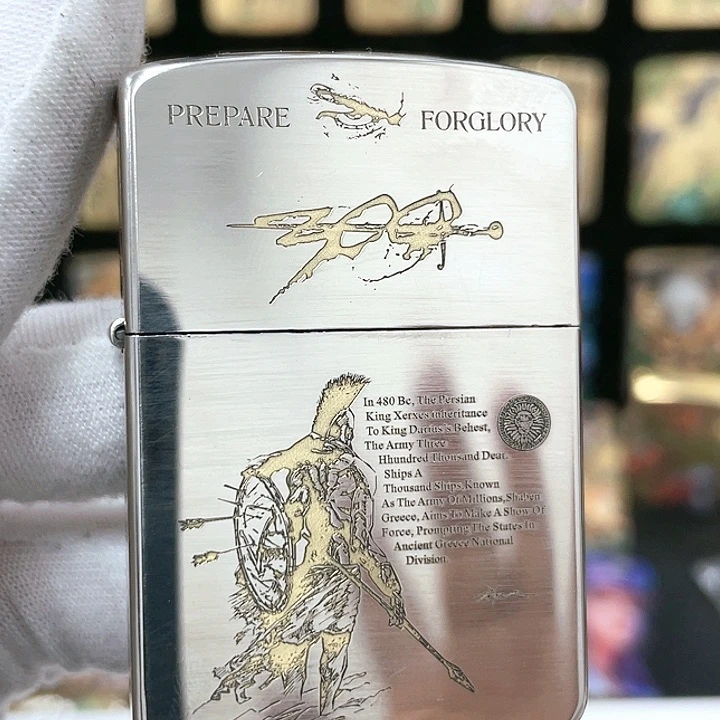 PREPARE FORGLORY
300
In 480 Bc, The Persian
King Xerxes inheritance
To King Darius's Behest,
The Army Three
Hhundred Thousand Dear.
Ships A
Thousand Ships.Known
As The Army Of Millions,Shaben
Greece, Aims To Make A Show Of
Force, Promoting The States In
Ancient Greece National
Division.